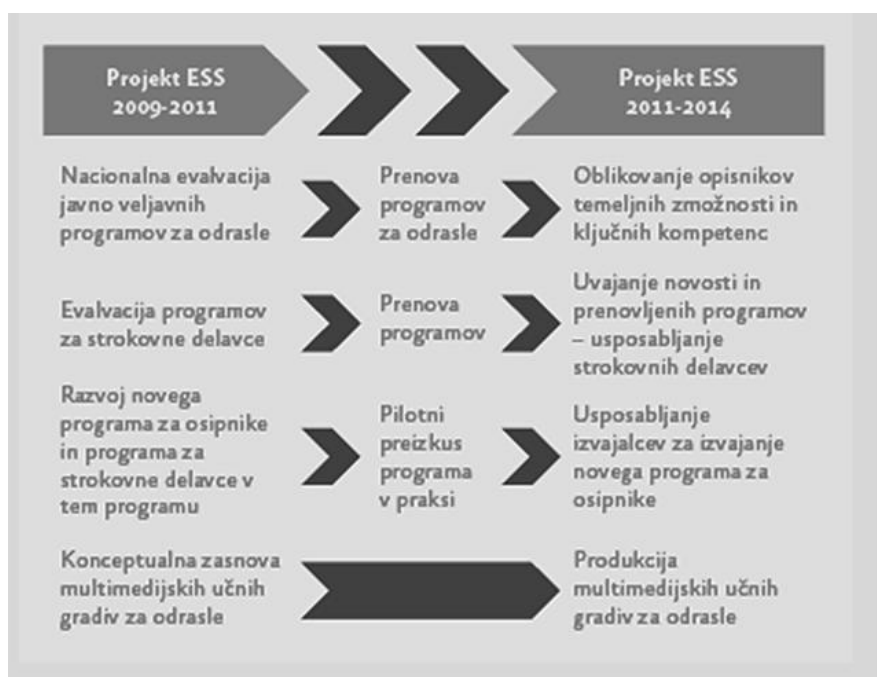 Projekt ESS
2009-2011
Projekt ESS
2011-2014
Nacionalna evalvacija
javno veljavnih
programov za odrasle
Prenova
programov
za odrasle
Oblikovanje opisnikov
temeljnih zmožnosti in
ključnih kompetenc
Evalvacija programov
za strokovne delavce
Prenova
programov
Uvajanje novosti in
prenovljenih programov
– usposabljanje
strokovnih delavcev
Razvoj novega
programa za osipnike
in programa za
strokovne delavce v
tem programu
Pilotni
preizkus
programa
v praksi
Usposabljanje
izvajalcev za izvajanje
novega programa za
osipnike
Konceptualna zasnova
multimedijskih učnih
gradiv za odrasle
Produkcija
multimedijskih učnih
gradiv za odrasle